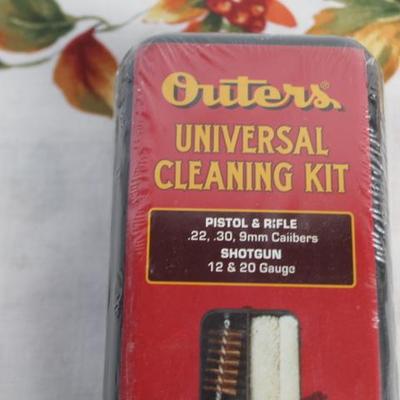 Outers®
UNIVERSAL
CLEANING KIT
PISTOL & RIFLE
.22, .30, 9mm Calibers
SHOTGUN
12 & 20 Gauge